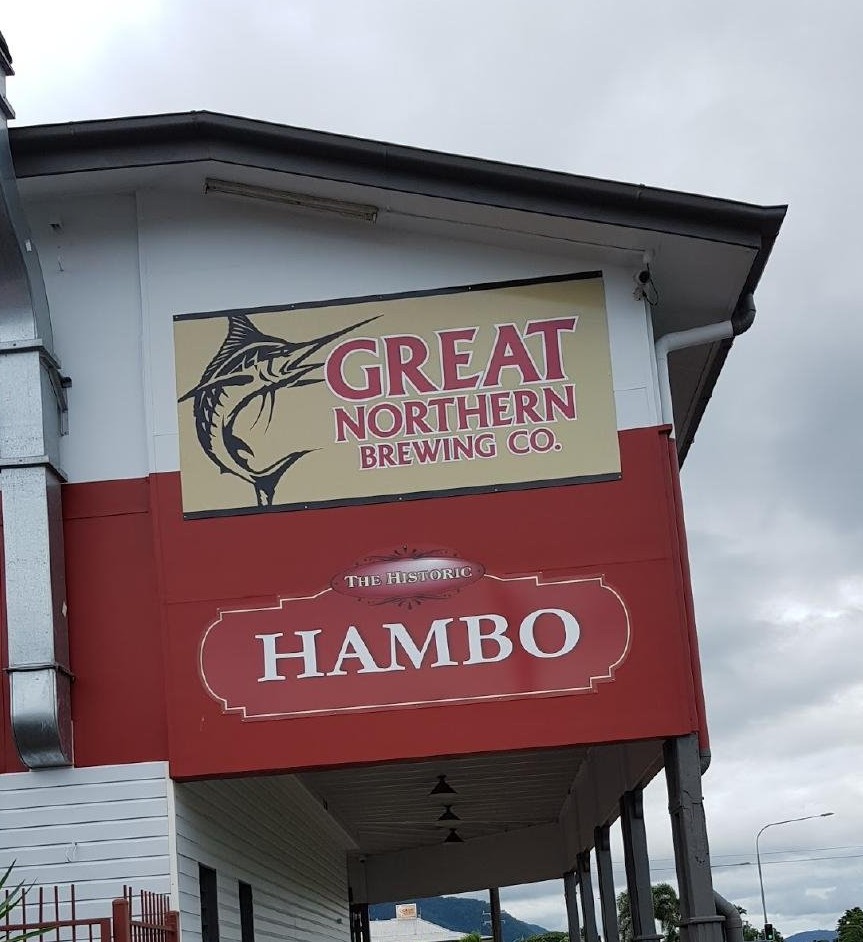 GREAT
NORTHERN
BREWING CO.
THE HISTORIC
HAMBO